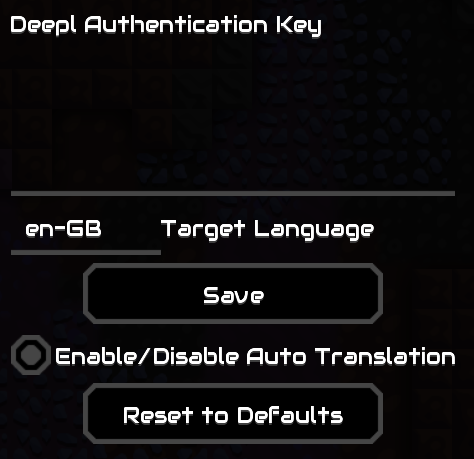 Deepl Authentication Key
en-GB Target Language
Save
Enable/Disable Auto Translation
Reset to Defaults